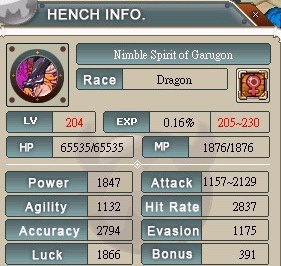 HENCH INFO.
Nimble Spirit of Garugon
Race Dragon
LV 204 EXP 0.16% 205~230
HP 65535/65535 MP 1876/1876
Power 1847 Attack 1157~2129
Agility 1132 Hit Rate 2837
Accuracy 2794 Evasion 1175
Luck 1866 Bonus 391